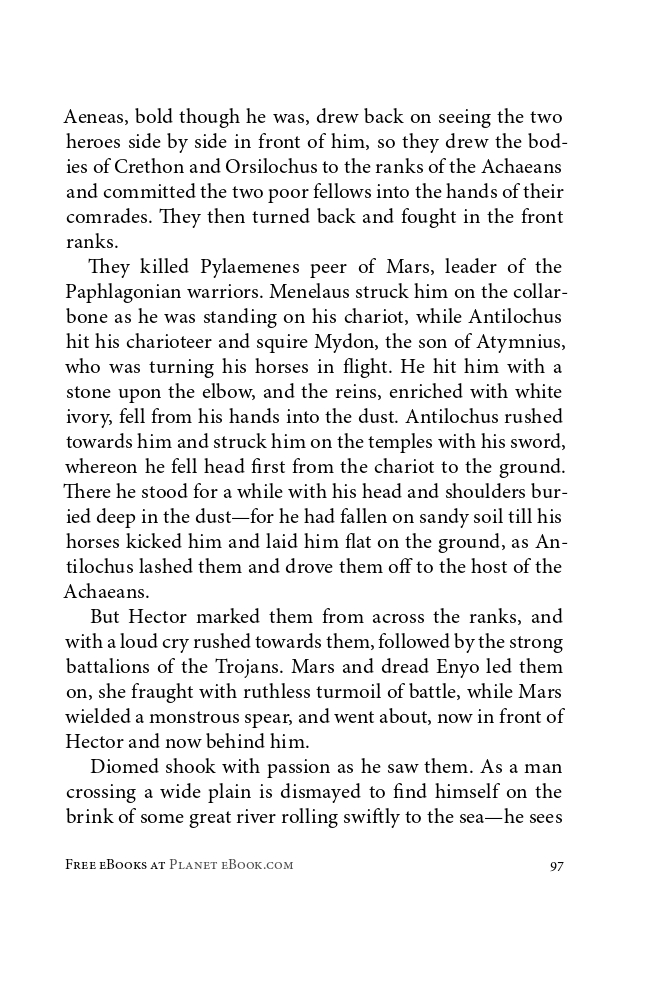 Aeneas, bold though he was, drew back on seeing the two
heroes side by side in front of him, so they drew the bod-
ies of Crethon and Orsilochus to the ranks of the Achaeans
and committed the two poor fellows into the hands of their
comrades. They then turned back and fought in the front
ranks.
They killed Pylaemenes peer of Mars, leader of the
Paphlagonian warriors. Menelaus struck him on the collar-
bone as he was standing on his chariot, while Antilochus
hit his charioteer and squire Mydon, the son of Atymnius,
who was turning his horses in flight. He hit him with a
stone upon the elbow, and the reins, enriched with white
ivory, fell from his hands into the dust. Antilochus rushed
towards him and struck him on the temples with his sword,
whereon he fell head first from the chariot to the ground.
There he stood for a while with his head and shoulders bur-
ied deep in the dust—for he had fallen on sandy soil till his
horses kicked him and laid him flat on the ground, as An-
tilochus lashed them and drove them off to the host of the
Achaeans.
But Hector marked them from across the ranks, and
with a loud cry rushed towards them, followed by the strong
battalions of the Trojans. Mars and dread Enyo led them
on, she fraught with ruthless turmoil of battle, while Mars
wielded a monstrous spear, and went about, now in front of
Hector and now behind him.
Diomed shook with passion as he saw them. As a man
crossing a wide plain is dismayed to find himself on the
brink of some great river rolling swiftly to the sea—he sees
Free eBooks at Planet eBook.com 97